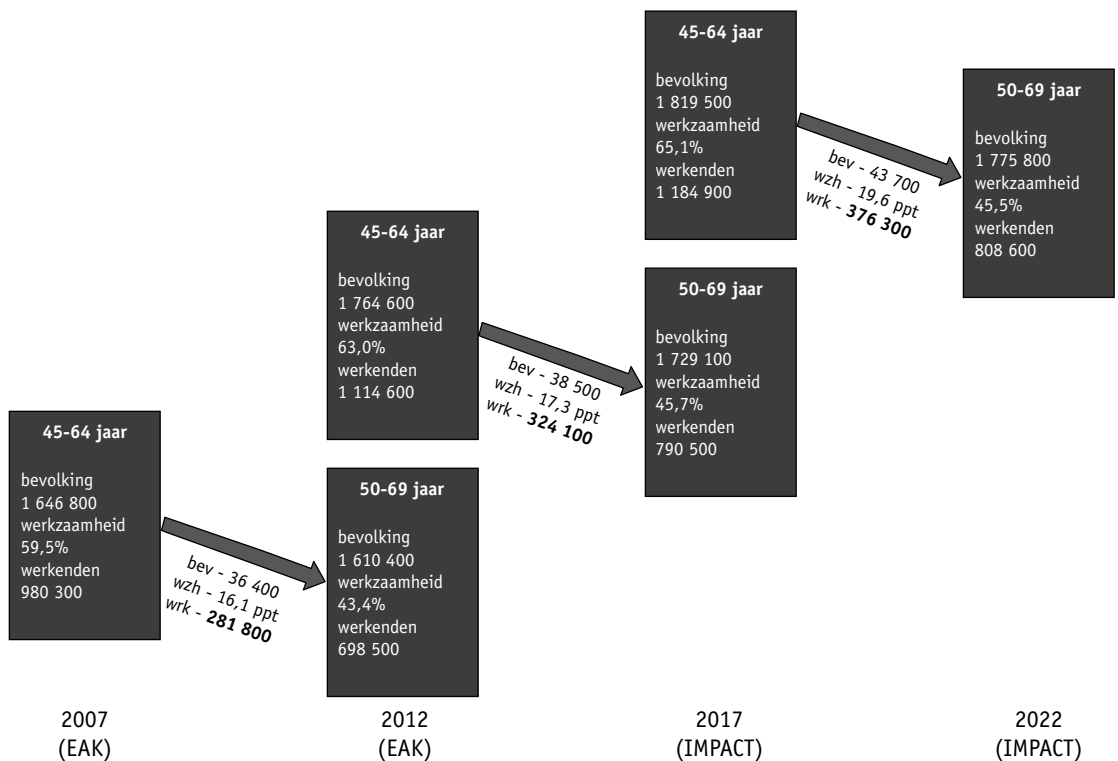 45-64 jaar
bevolking
1 819 500
werkzaamheid
65,1%
werkenden
1 184 900
bev - 43 700
wzh - 19,6 ppt
wrk - 376 300
50-69 jaar
bevolking
1 775 800
werkzaamheid
45,5%
werkenden
808 600
45-64 jaar
bevolking
1 764 600
werkzaamheid
63,0%
werkenden
1 114 600
bev - 38 500
wzh - 17,3 ppt
wrk - 324 100
50-69 jaar
bevolking
1 729 100
werkzaamheid
45,7%
werkenden
790 500
45-64 jaar
bevolking
1 646 800
werkzaamheid
59,5%
werkenden
980 300
bev - 36 400
wzh - 16,1 ppt
wrk - 281 800
50-69 jaar
bevolking
1 610 400
werkzaamheid
43,4%
werkenden
698 500
2007
(EAK)
2012
(EAK)
2017
(IMPACT)
2022
(IMPACT)